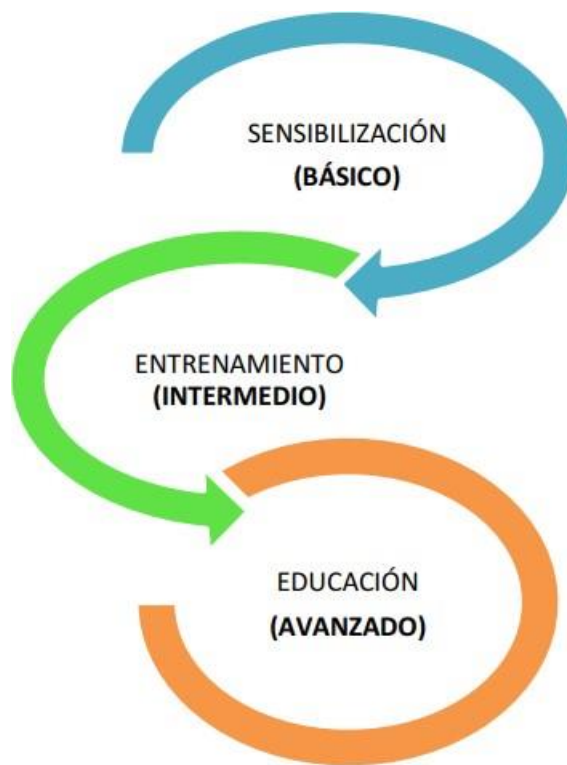 SENSIBILIZACIÓN
(BÁSICO)
ENTRENAMIENTO
(INTERMEDIO)
EDUCACIÓN
(AVANZADO)